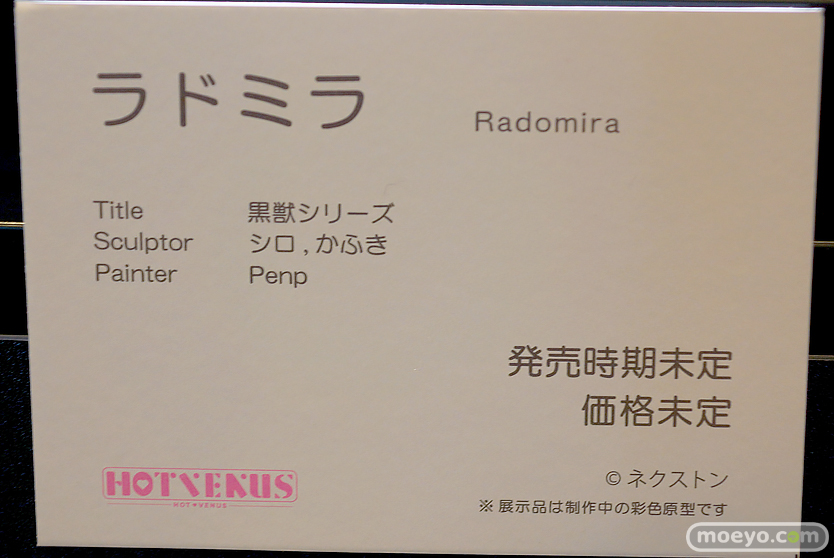 ラドミラ Radomira
Title 黒獣シリーズ
Sculptor シロ , かふき
Painter Penp
発売時期未定
価格未定
© ネクストン
HOTVENUS
HOT♥VENUS
※ 展示品は制作中の彩色原型です
moeyo.com